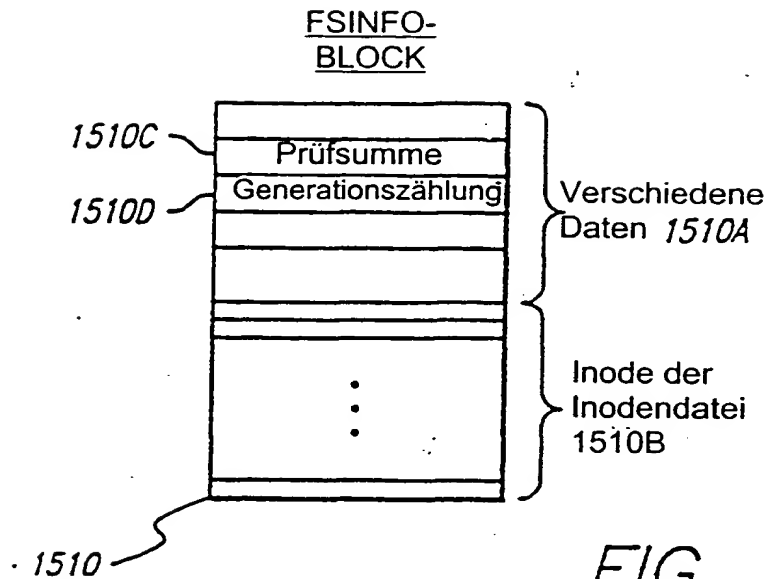 FSINFO-
BLOCK
1510C
Prüfsumme
Generationszählung
1510D
Verschiedene
Daten 1510A
Inode der
Inodendatei
1510B
1510
FIG